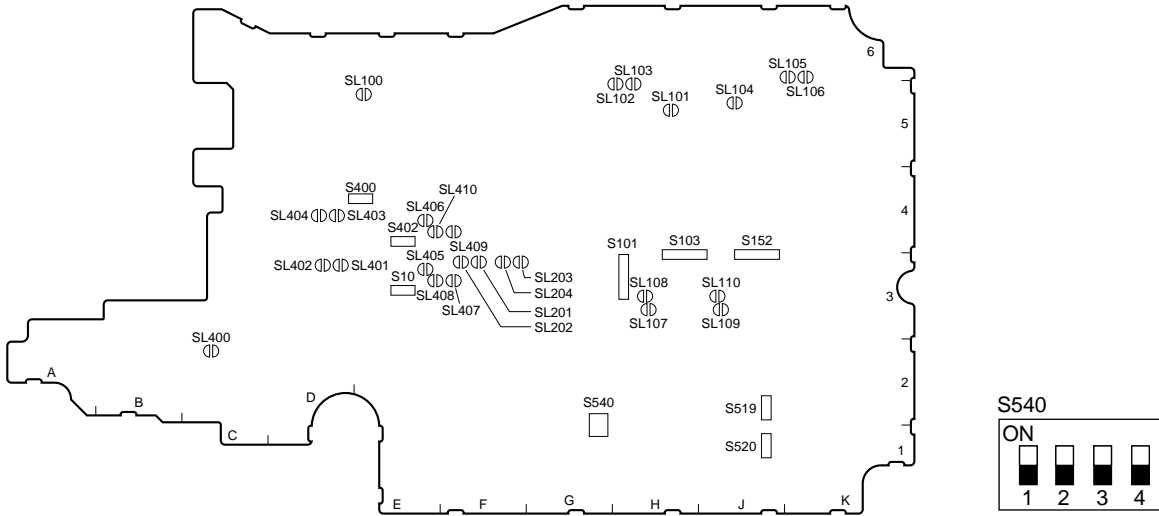 6
SL105
SL106
SL103
SL102
SL101
SL104
SL100
5
S400
SL410
SL406
SL404
SL403
S402
4
SL409
S101
S103
S152
SL402
SL401
SL405
S10
SL203
SL204
SL108
SL110
3
SL408
SL407
SL201
SL202
SL107
SL109
SL400
A
B
C
D
2
S540
S519
S520
1
E
F
G
H
J
K
S540
ON
1 2 3 4